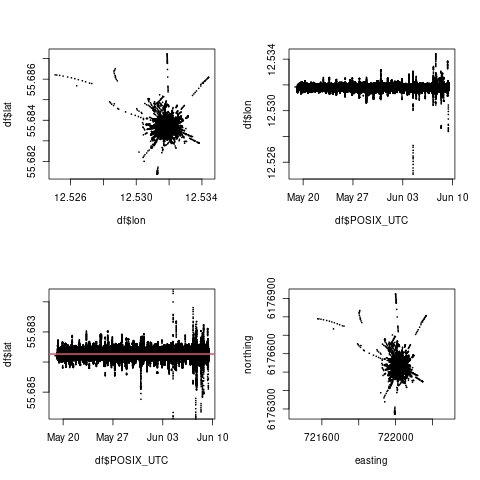 55.682 55.684 55.686
df$lat
12.526 12.530 12.534
df$lon
12.526 12.530 12.534
df$lon
May 20 May 27 Jun 03 Jun 10
df$POSIX_UTC
55.685 55.683
df$lat
May 20 May 27 Jun 03 Jun 10
df$POSIX_UTC
6176300 6176600 6176900
northing
721600 722000
easting